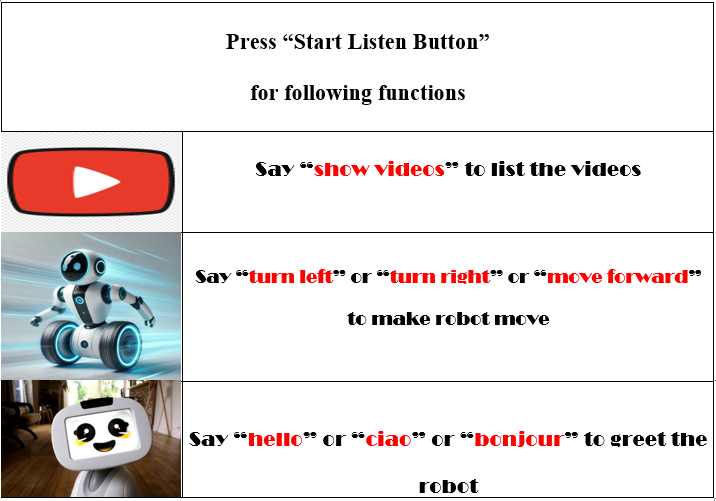 Press “Start Listen Button”
for following functions
Say “show videos” to list the videos
Say “turn left” or “turn right” or “move forward”
to make robot move
Say “hello” or “ciao” or “bonjour” to greet the
robot